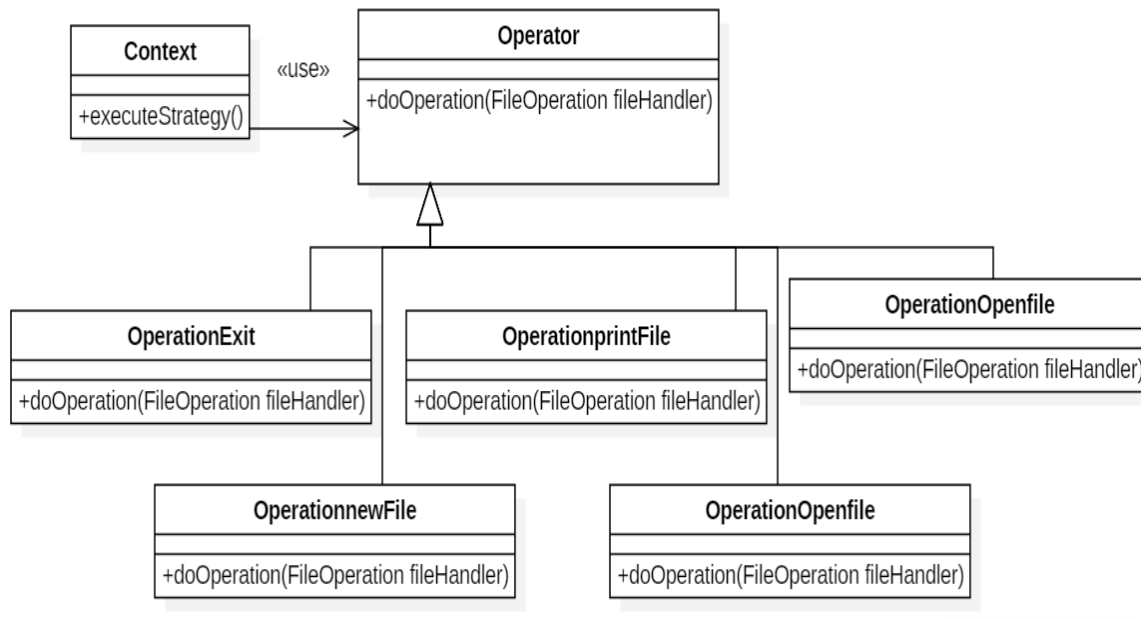 Context
+executeStrategy()
«use»
Operator
+doOperation(FileOperation fileHandler)
OperationExit
+doOperation(FileOperation fileHandler)
OperationprintFile
+doOperation(FileOperation fileHandler)
OperationOpenfile
+doOperation(FileOperation fileHandler)
OperationnewFile
+doOperation(FileOperation fileHandler)
OperationOpenfile
+doOperation(FileOperation fileHandler)